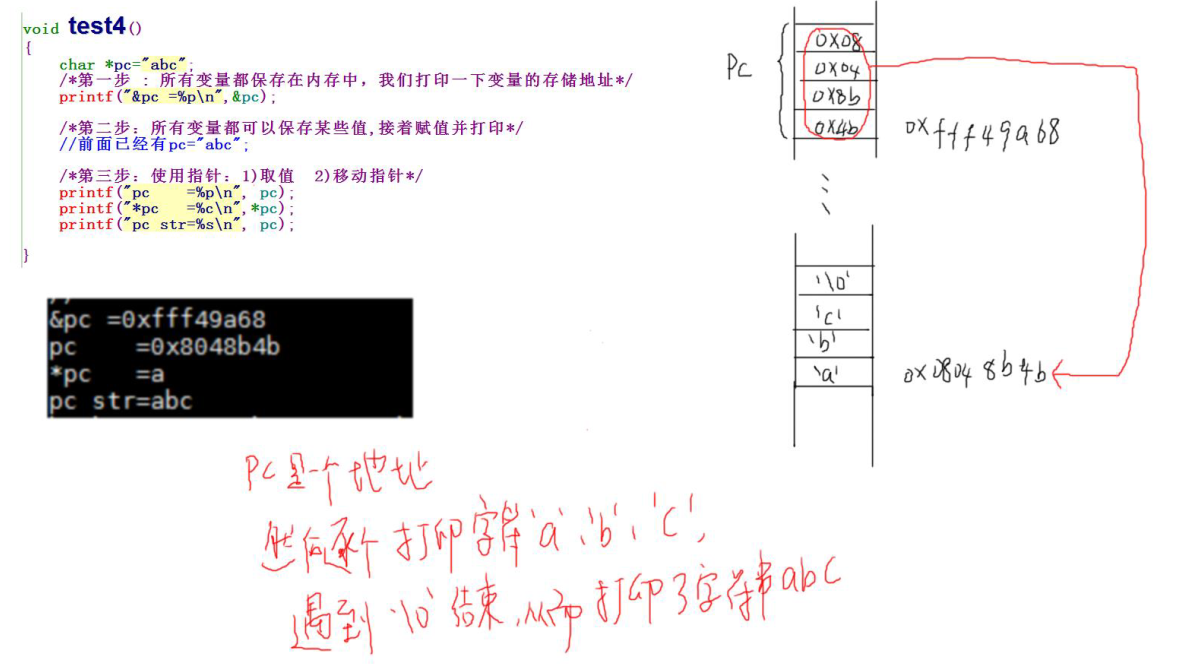 void test4()
{
char *pc="abc";
/*第一步 : 所有变量都保存在内存中，我们打印一下变量的存储地址*/
printf("&pc =%p\n",&pc);
/*第二步：所有变量都可以保存某些值,接着赋值并打印*/
//前面已经有pc="abc";
/*第三步：使用指针：1)取值  2)移动指针*/
printf("pc    =%p\n", pc);
printf("*pc   =%c\n",*pc);
printf("pc str=%s\n", pc);
}
&pc =0xfff49a68
pc    =0x8048b4b
*pc   =a
pc str=abc
Pc
0x08
0x04
0x8b
0x4b
0xfff49a68
'\0'
'c'
'b'
'a'
0x0804 8b4b
Pc是一个地址
然后逐个打印字符'a'、'b'、'c',
遇到'\0'结束,从而打印了字符串abc